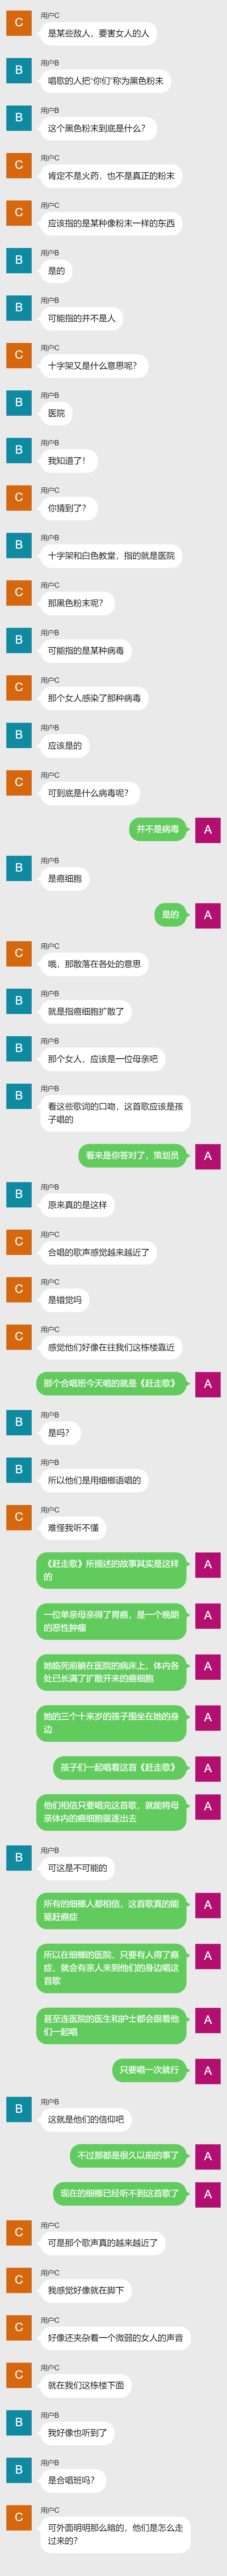 用户C
C
是某些敌人，要害女人的人
用户B
B
唱歌的人把“你们”称为黑色粉末
用户B
B
这个黑色粉末到底是什么？
用户C
C
肯定不是火药，也不是真正的粉末
用户C
C
应该指的是某种像粉末一样的东西
用户B
B
是的
用户B
B
可能指的并不是人
用户C
C
十字架又是什么意思呢？
用户B
B
医院
用户B
B
我知道了！
用户C
C
你猜到了？
用户B
B
十字架和白色教堂，指的就是医院
用户C
C
那黑色粉末呢？
用户B
B
可能指的是某种病毒
用户C
C
那个女人感染了那种病毒
用户B
B
应该是的
用户C
C
可到底是什么病毒呢？
并不是病毒
A
用户B
B
是癌细胞
是的
A
用户C
C
哦，那散落在各处的意思
用户B
B
就是指癌细胞扩散了
用户B
B
那个女人，应该是一位母亲吧
用户B
B
看这些歌词的口吻，这首歌应该是孩
子唱的
看来是你答对了，策划员
A
用户B
B
原来真的是这样
用户C
C
合唱的歌声感觉越来越近了
用户C
C
是错觉吗
用户C
C
感觉他们好像在往我们这栋楼靠近
那个合唱班今天唱的就是《赶走歌》
A
用户B
B
是吗？
用户B
B
所以他们是用细榔语唱的
用户C
C
难怪我听不懂
《赶走歌》所描述的故事其实是这样
的
A
一位单亲母亲得了胃癌，是一个晚期
的恶性肿瘤
A
她临死前躺在医院的病床上，体内各
处已长满了扩散开来的癌细胞
A
她的三个十来岁的孩子围坐在她的身
边
A
孩子们一起唱着这首《赶走歌》
A
他们相信只要唱完这首歌，就能将母
亲体内的癌细胞驱逐出去
A
用户B
B
可这是不可能的
所有的细榔人都相信，这首歌真的能
驱赶癌症
A
所以在细榔的医院，只要有人得了癌
症，就会有亲人来到他们的身边唱这
首歌
A
甚至连医院的医生和护士都会跟着他
们一起唱
A
只要唱一次就行
A
用户B
B
这就是他们的信仰吧
不过那都是很久以前的事了
A
现在的细榔已经听不到这首歌了
A
用户C
C
可是那个歌声真的越来越近了
用户C
C
我感觉好像就在脚下
用户C
C
好像还夹杂着一个微弱的女人的声音
用户C
C
就在我们这栋楼下面
用户B
B
我好像也听到了
用户B
B
是合唱班吗？
用户C
C
可外面明明那么暗的，他们是怎么走
过来的？